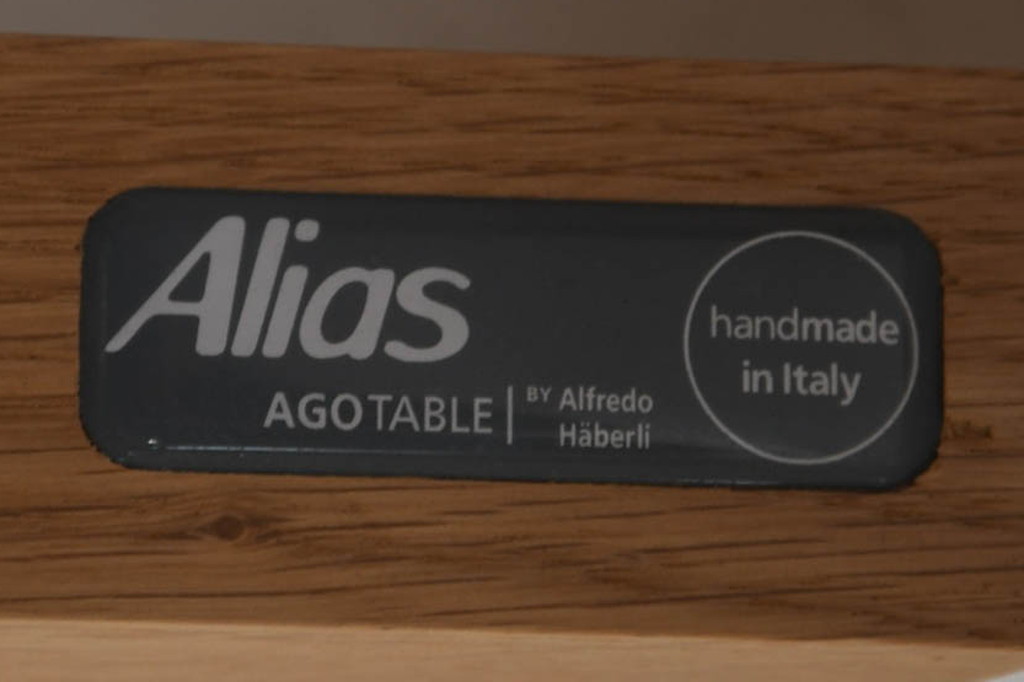 Alias
AGOTABLE | BY Alfredo
Häberli
handmade
in Italy